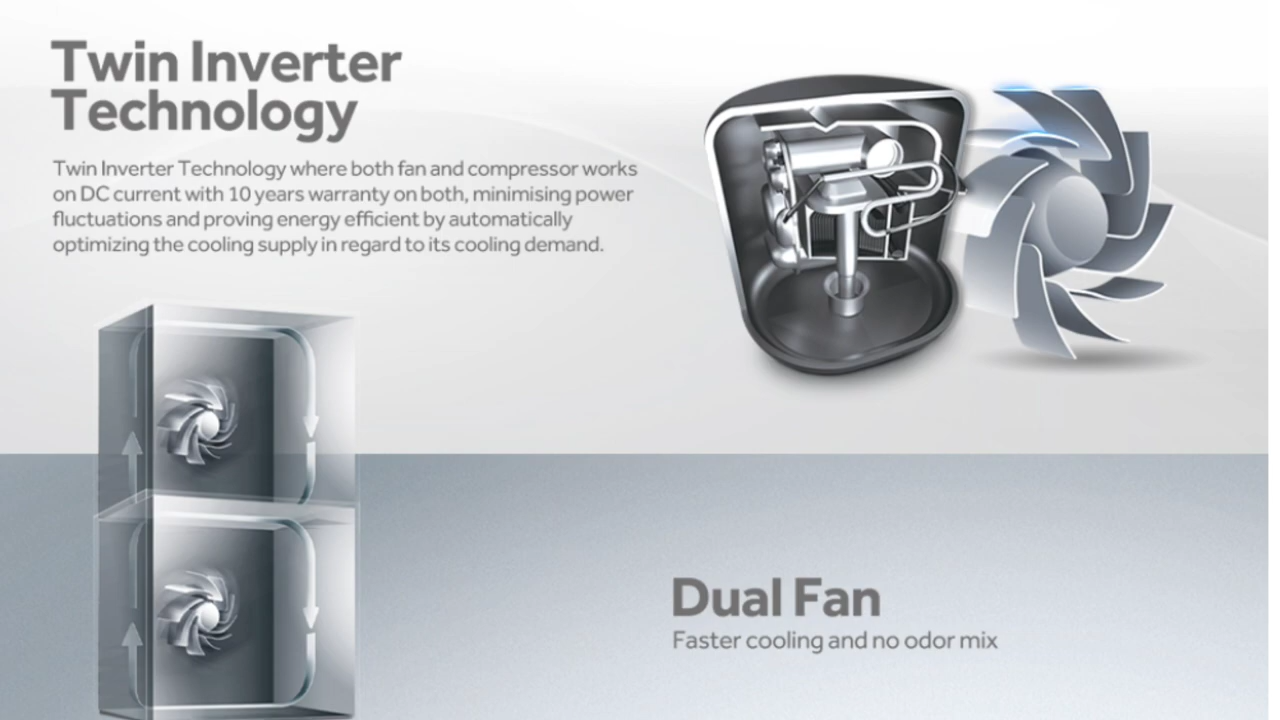 Twin Inverter
Technology
Twin Inverter Technology where both fan and compressor works
on DC current with 10 years warranty on both, minimising power
fluctuations and proving energy efficient by automatically
optimizing the cooling supply in regard to its cooling demand.
Dual Fan
Faster cooling and no odor mix